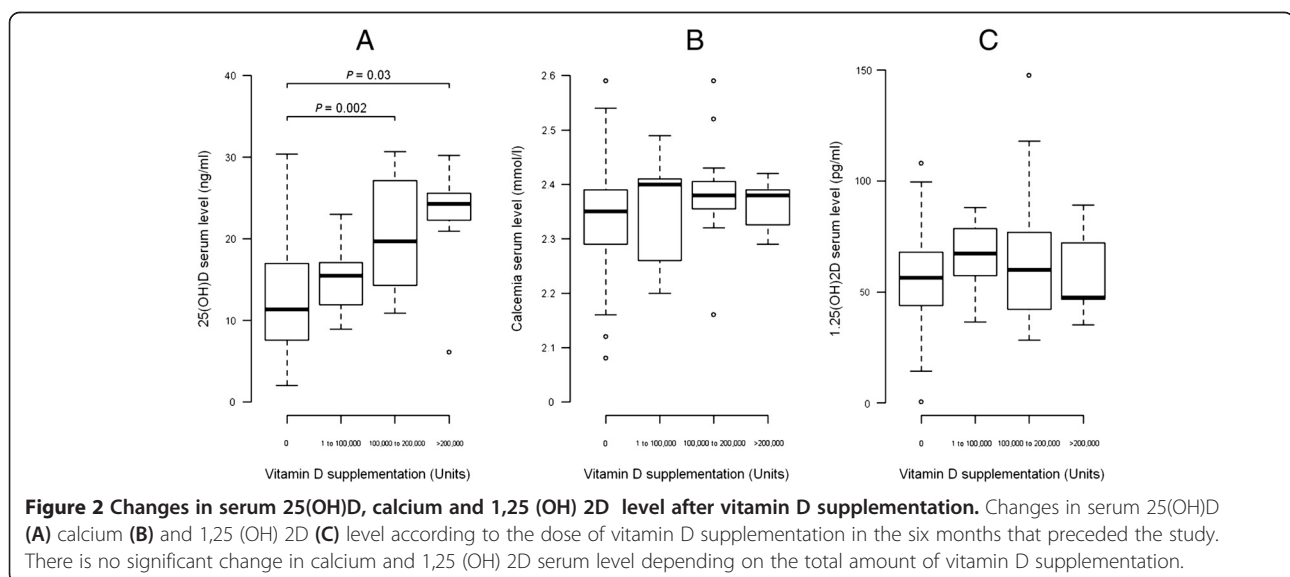 A
B
C
25(OH)D serum level (ng/ml)
40
30
20
10
0
P = 0.03
P = 0.002
0
1 to 100,000
100,000 to 200,000
>200,000
Vitamin D supplementation (Units)
Calcemia serum level (mmol/l)
2.6
2.5
2.4
2.3
2.2
2.1
0
0
1 to 100,000
100,000 to 200,000
>200,000
Vitamin D supplementation (Units)
1.25(OH)2D serum level (pg/ml)
150
100
50
0
0
1 to 100,000
100,000 to 200,000
>200,000
Vitamin D supplementation (Units)
Figure 2 Changes in serum 25(OH)D, calcium and 1,25 (OH) 2D level after vitamin D supplementation. Changes in serum 25(OH)D
(A) calcium (B) and 1,25 (OH) 2D (C) level according to the dose of vitamin D supplementation in the six months that preceded the study.
There is no significant change in calcium and 1,25 (OH) 2D serum level depending on the total amount of vitamin D supplementation.